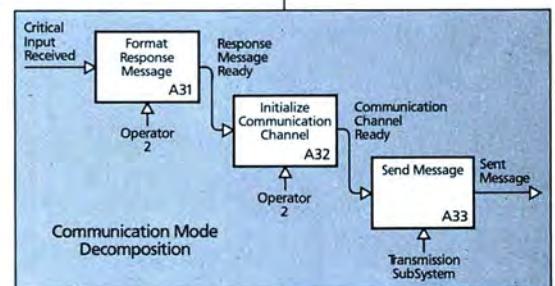 Critical
Input
Received
Format
Response
Message
A31
Response
Message
Ready
Operator
2
Initialize
Communication
Channel
A32
Communication
Channel
Ready
Operator
2
Send Message
A33
Sent
Message
Transmission
SubSystem
Communication Mode
Decomposition